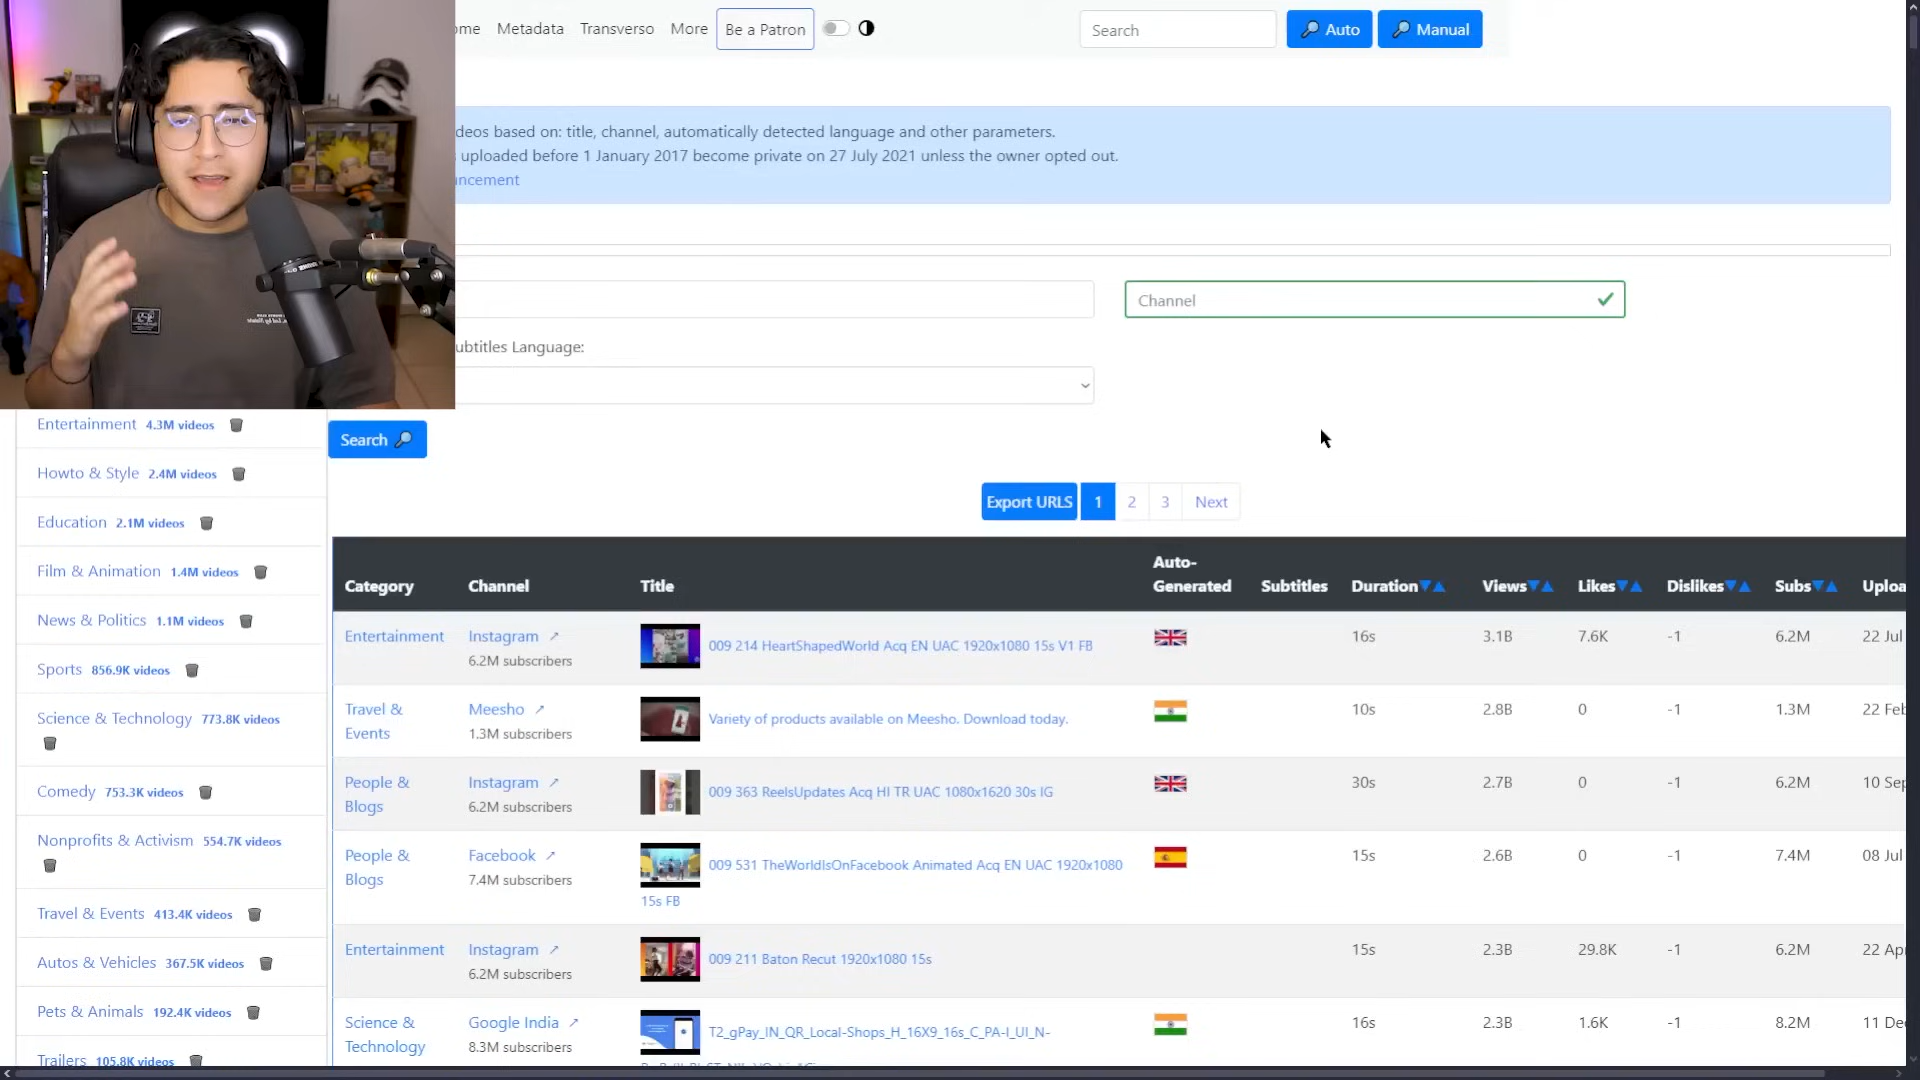 ome Metadata Transverso More Be a Patron Search Auto Manual
deos based on: title, channel, automatically detected language and other parameters.
uploaded before 1 January 2017 become private on 27 July 2021 unless the owner opted out.
ncement
Channel
ubtitles Language:
Entertainment 4.3M videos
Howto & Style 2.4M videos
Education 2.1M videos
Film & Animation 1.4M videos
News & Politics 1.1M videos
Sports 856.9K videos
Science & Technology 773.8K videos
Comedy 753.3K videos
Nonprofits & Activism 554.7K videos
Travel & Events 413.4K videos
Autos & Vehicles 367.5K videos
Pets & Animals 192.4K videos
Trailers 105.8K videos
Search
Export URLS 1 2 3 Next
Category Channel Title Auto-
Generated Subtitles Duration Views Likes Dislikes Subs Uploa
Entertainment Instagram 009 214 HeartShapedWorld Acq EN UAC 1920x1080 15s V1 FB 16s 3.1B 7.6K -1 6.2M 22 Jul
6.2M subscribers
Travel & Meesho Variety of products available on Meesho. Download today. 10s 2.8B 0 -1 1.3M 22 Feb
Events 1.3M subscribers
People & Instagram 009 363 ReelsUpdates Acq HI TR UAC 1080x1620 30s IG 30s 2.7B 0 -1 6.2M 10 Sep
Blogs 6.2M subscribers
People & Facebook 009 531 TheWorldIsOnFacebook Animated Acq EN UAC 1920x1080 15s 2.6B 0 -1 7.4M 08 Jul
Blogs 7.4M subscribers 15s FB
Entertainment Instagram 009 211 Baton Recut 1920x1080 15s 15s 2.3B 29.8K -1 6.2M 22 Ap
6.2M subscribers
Science & Google India T2_gPay_IN_QR_Local-Shops_H_16X9_16s_C_PA-I_UI_N- 16s 2.3B 1.6K -1 8.2M 11 De
Technology 8.3M subscribers